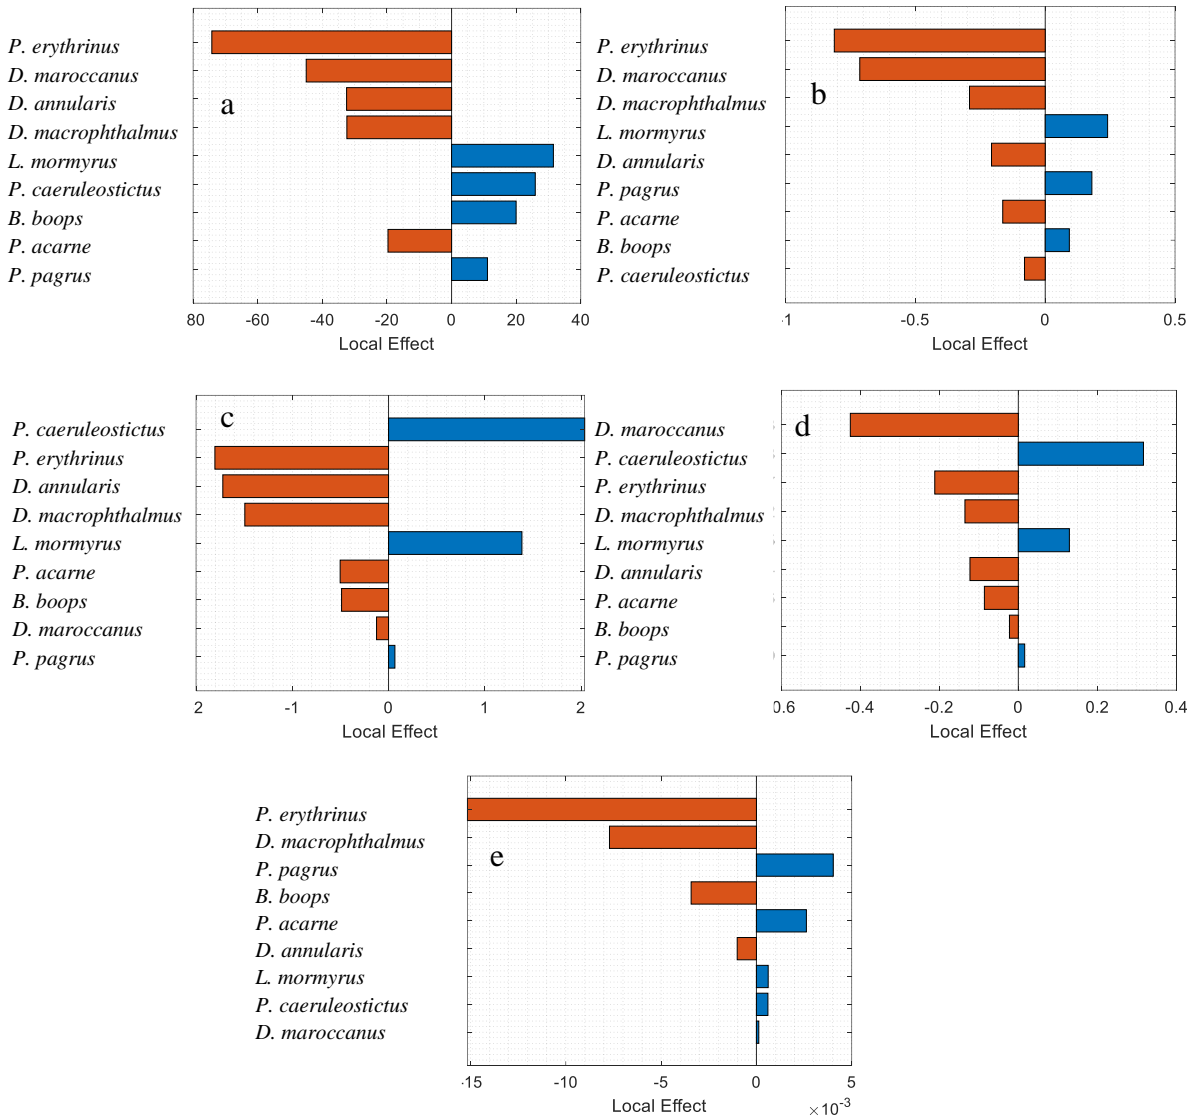 P. erythrinus
D. maroccanus
D. annularis
D. macrophthalmus
L. mormyrus
P. caeruleostictus
B. boops
P. acarne
P. pagrus
a
80 -60 -40 -20 0 20 40
Local Effect
P. erythrinus
D. maroccanus
D. macrophthalmus
L. mormyrus
D. annularis
P. pagrus
P. acarne
B. boops
P. caeruleostictus
b
-1 -0.5 0 0.5
Local Effect
P. caeruleostictus
P. erythrinus
D. annularis
D. macrophthalmus
L. mormyrus
P. acarne
B. boops
D. maroccanus
P. pagrus
c
2 -1 0 1 2
Local Effect
D. maroccanus
P. caeruleostictus
P. erythrinus
D. macrophthalmus
L. mormyrus
D. annularis
P. acarne
B. boops
P. pagrus
d
0.6 -0.4 -0.2 0 0.2 0.4
Local Effect
P. erythrinus
D. macrophthalmus
P. pagrus
B. boops
P. acarne
D. annularis
L. mormyrus
P. caeruleostictus
D. maroccanus
e
-15 -10 -5 0 5
Local Effect
×10⁻³